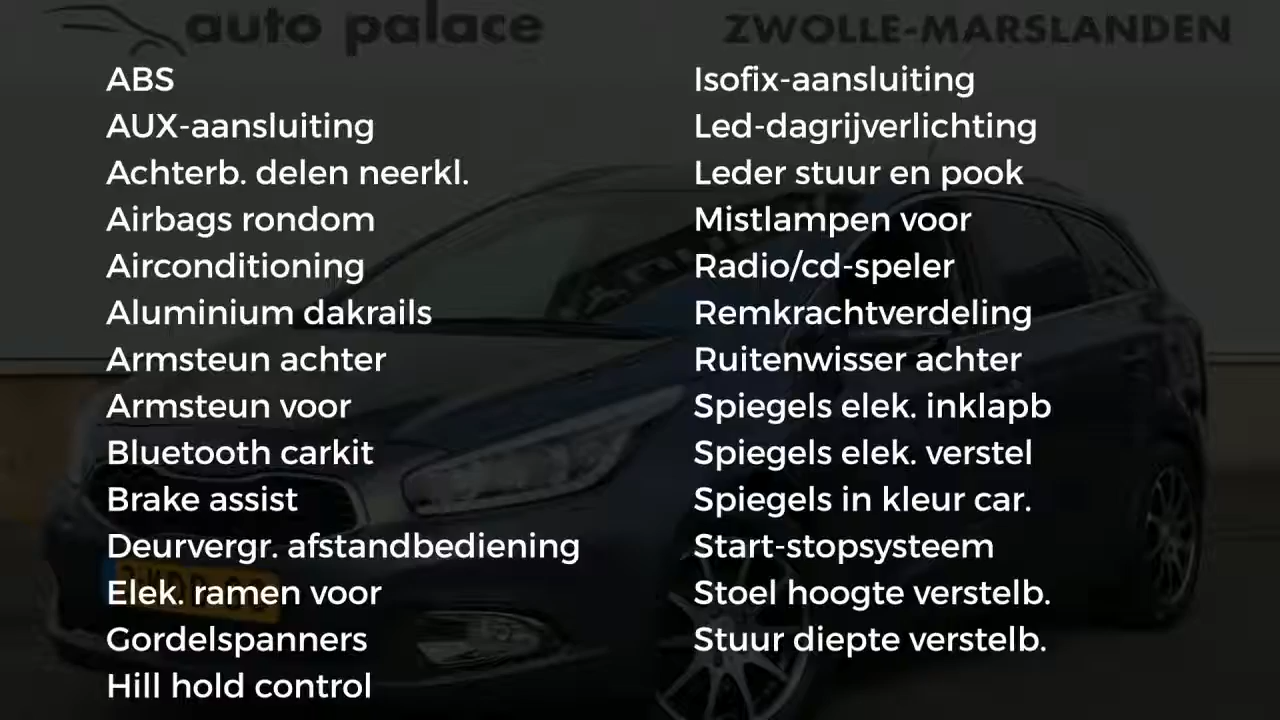 auto palace
ZWOLLE-MARSLANDEN
ABS
AUX-aansluiting
Achterb. delen neerkl.
Airbags rondom
Airconditioning
Aluminium dakrails
Armsteun achter
Armsteun voor
Bluetooth carkit
Brake assist
Deurvergr. afstandbediening
Elek. ramen voor
Gordelspanners
Hill hold control
Isofix-aansluiting
Led-dagrijverlichting
Leder stuur en pook
Mistlampen voor
Radio/cd-speler
Remkrachtverdeling
Ruitenwisser achter
Spiegels elek. inklapb
Spiegels elek. verstel
Spiegels in kleur car.
Start-stopsysteem
Stoel hoogte verstelb.
Stuur diepte verstelb.